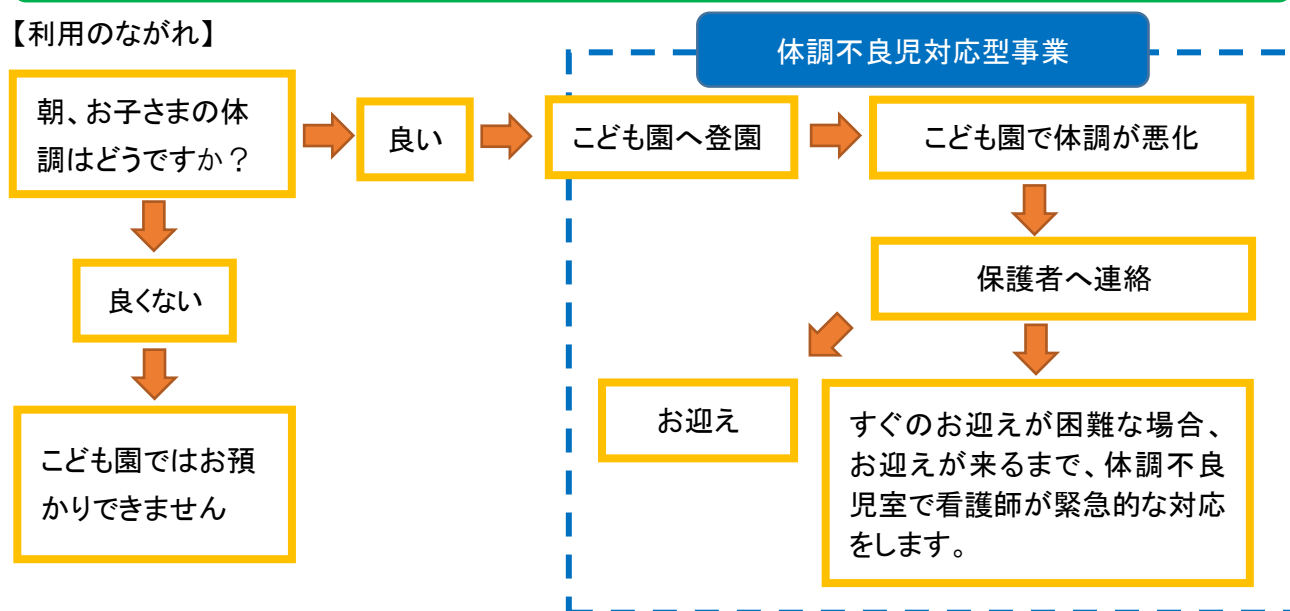 【利用のながれ】
体調不良児対応型事業
朝、お子さまの体
調はどうですか？
良い
こども園へ登園
こども園で体調が悪化
良くない
保護者へ連絡
こども園ではお預
かりできません
お迎え
すぐのお迎えが困難な場合、
お迎えが来るまで、体調不良
児室で看護師が緊急的な対応
をします。